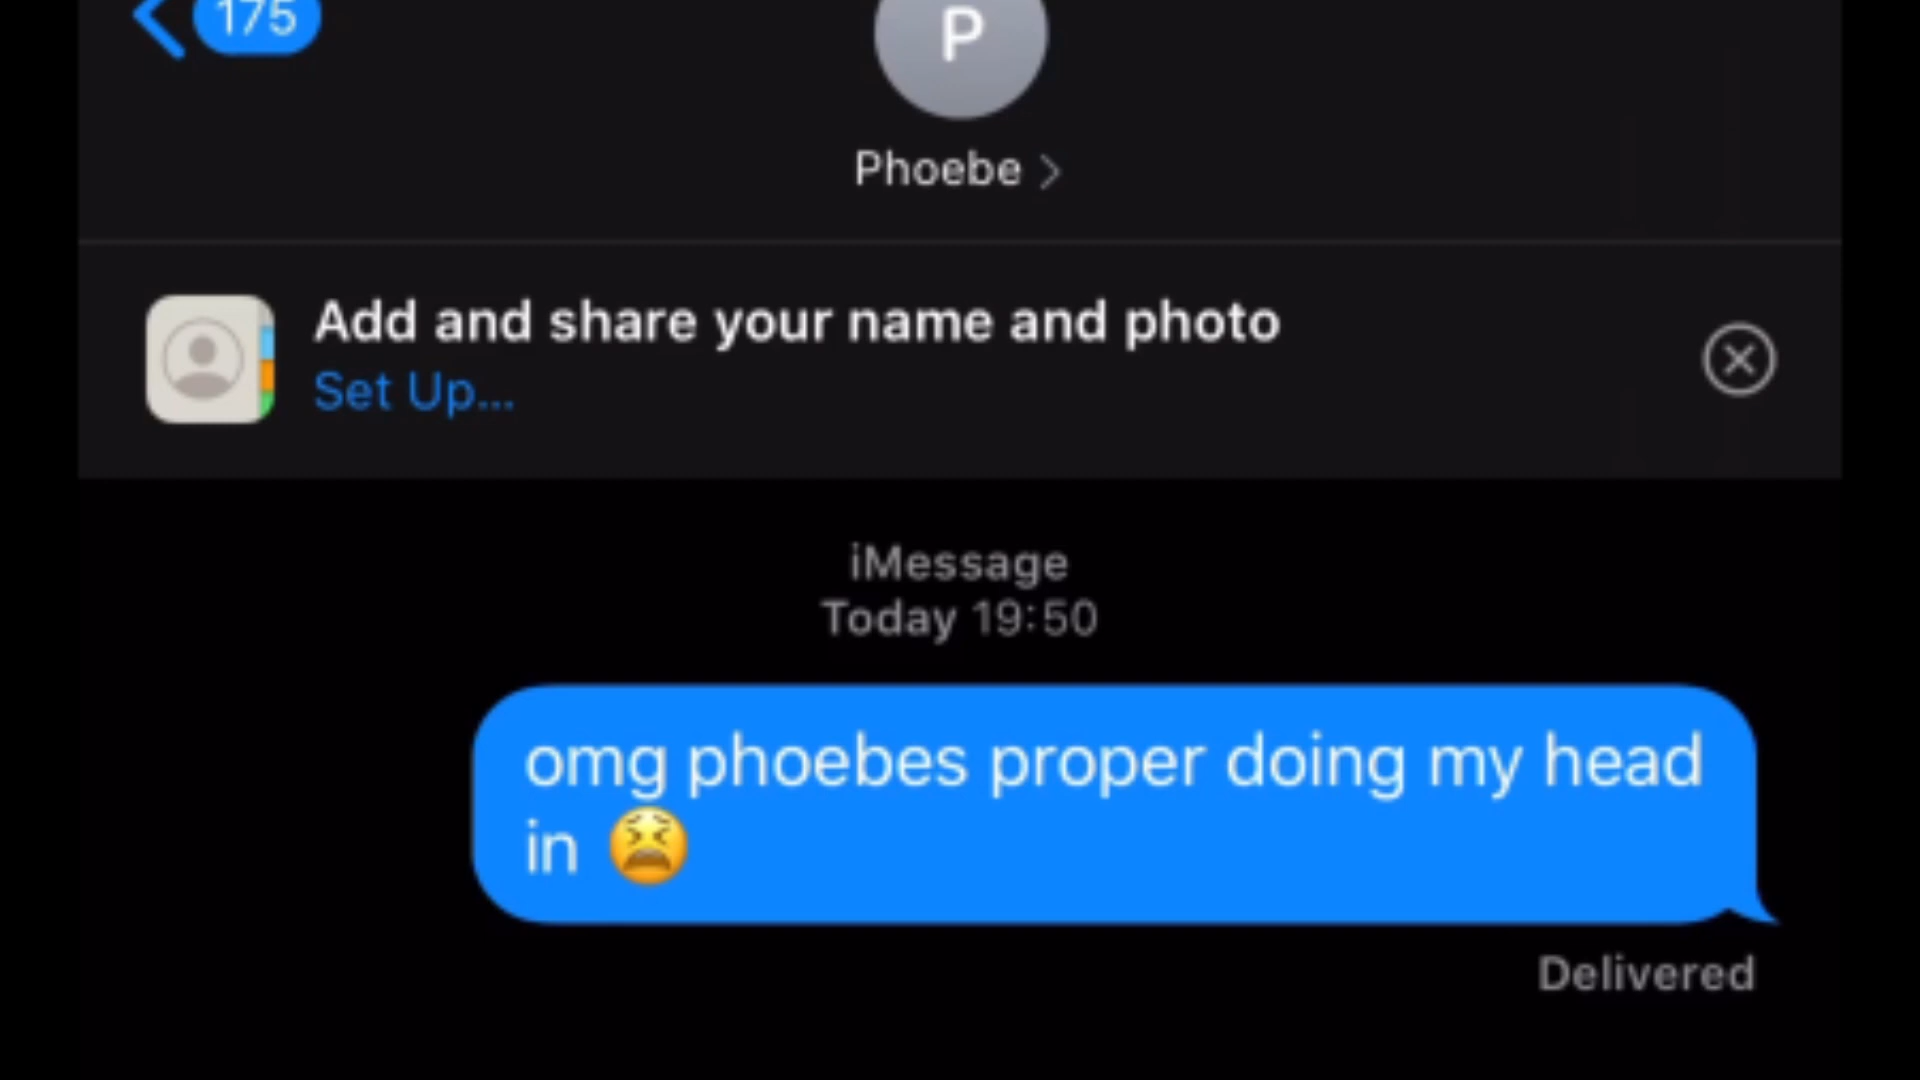 175
P
Phoebe
Add and share your name and photo
Set Up...
iMessage
Today 19:50
omg phoebes proper doing my head
in 😫
Delivered